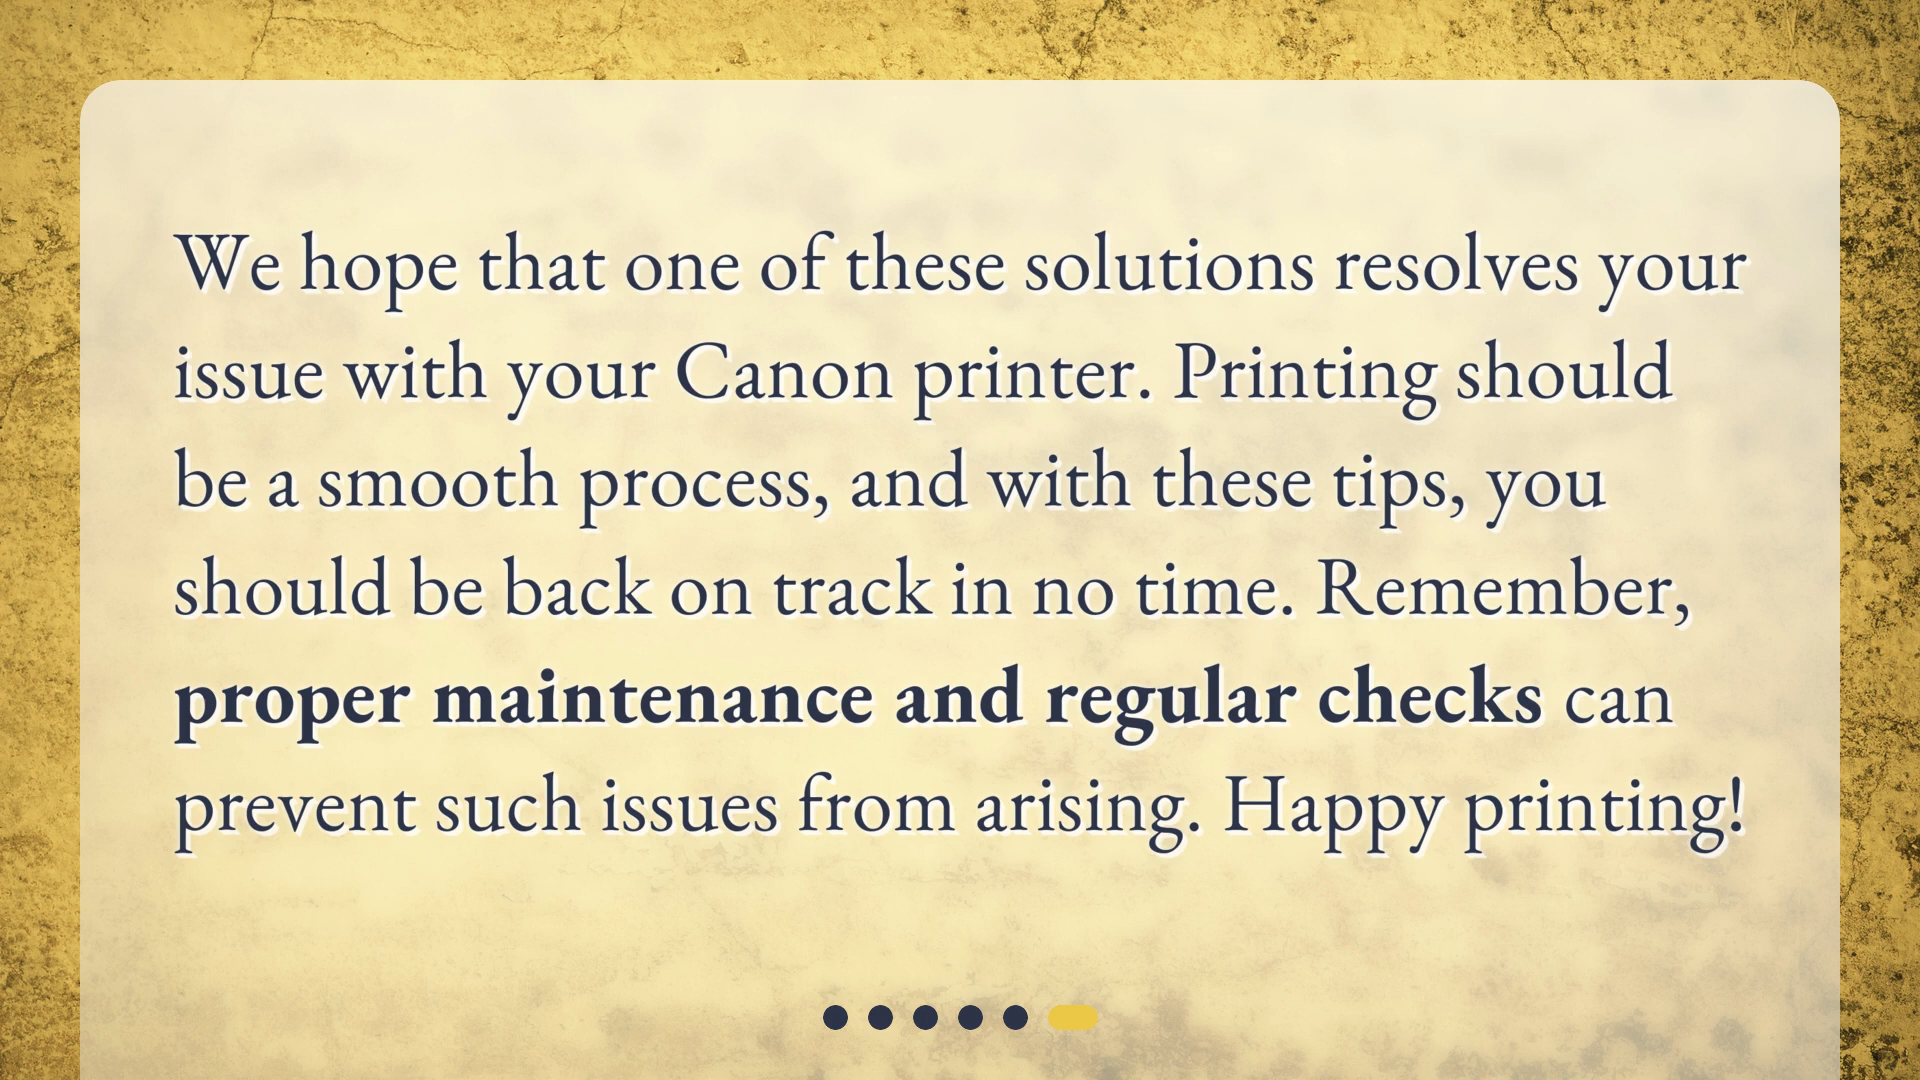 We hope that one of these solutions resolves your
issue with your Canon printer. Printing should
be a smooth process, and with these tips, you
should be back on track in no time. Remember,
proper maintenance and regular checks can
prevent such issues from arising. Happy printing!